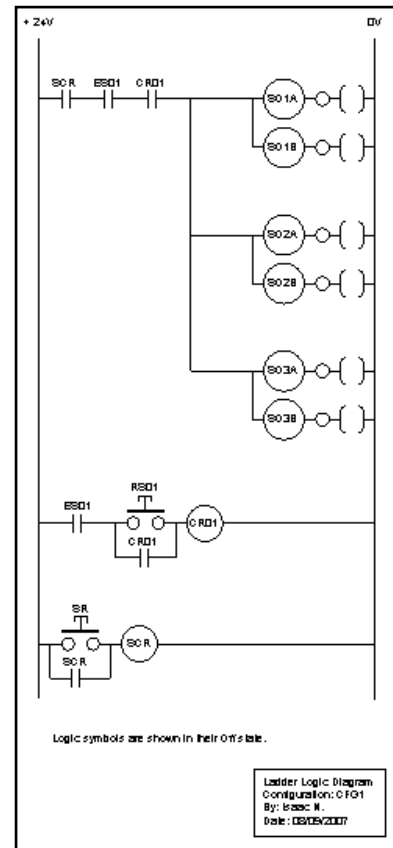 + 24V 0V
SCR ES01 CR01
S01A
S01B
S02A
S02B
S03A
S03B
RS01
ES01
CR01
CR01
SR
SCR
SCR
Logic symbols are shown in their Off state.
Ladder Logic Diagram
Configuration: CFG1
By: Isaac N.
Date: 08/09/2007